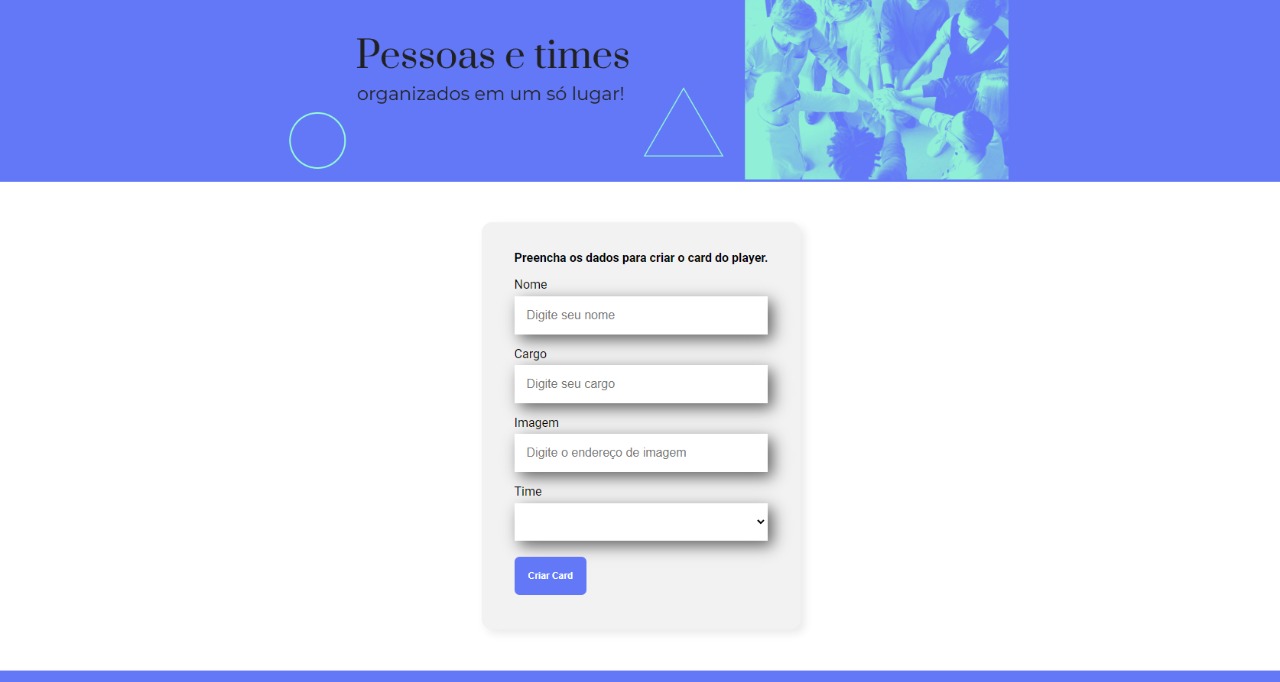 Pessoas e times
organizados em um só lugar!
Preencha os dados para criar o card do player.
Nome
Digite seu nome
Cargo
Digite seu cargo
Imagem
Digite o endereço de imagem
Time
Criar Card